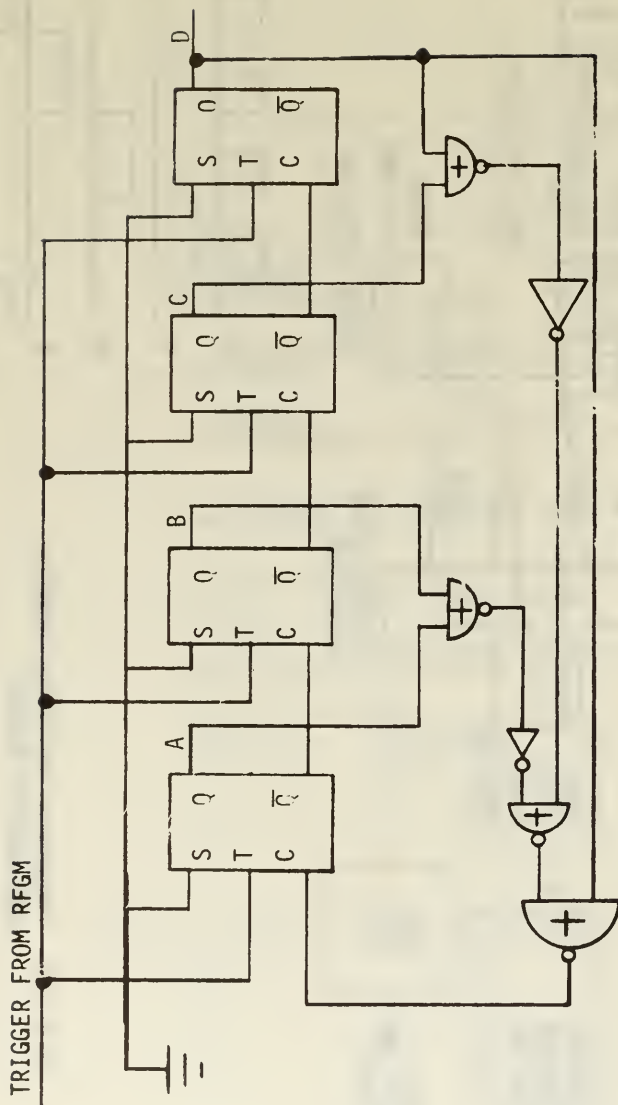 TRIGGER FROM RFGM
A
B
C
D
S Q
T
C Q̅
S Q
T
C Q̅
S Q
T
C Q̅
S Q
T
C Q̅
+
+
+
+